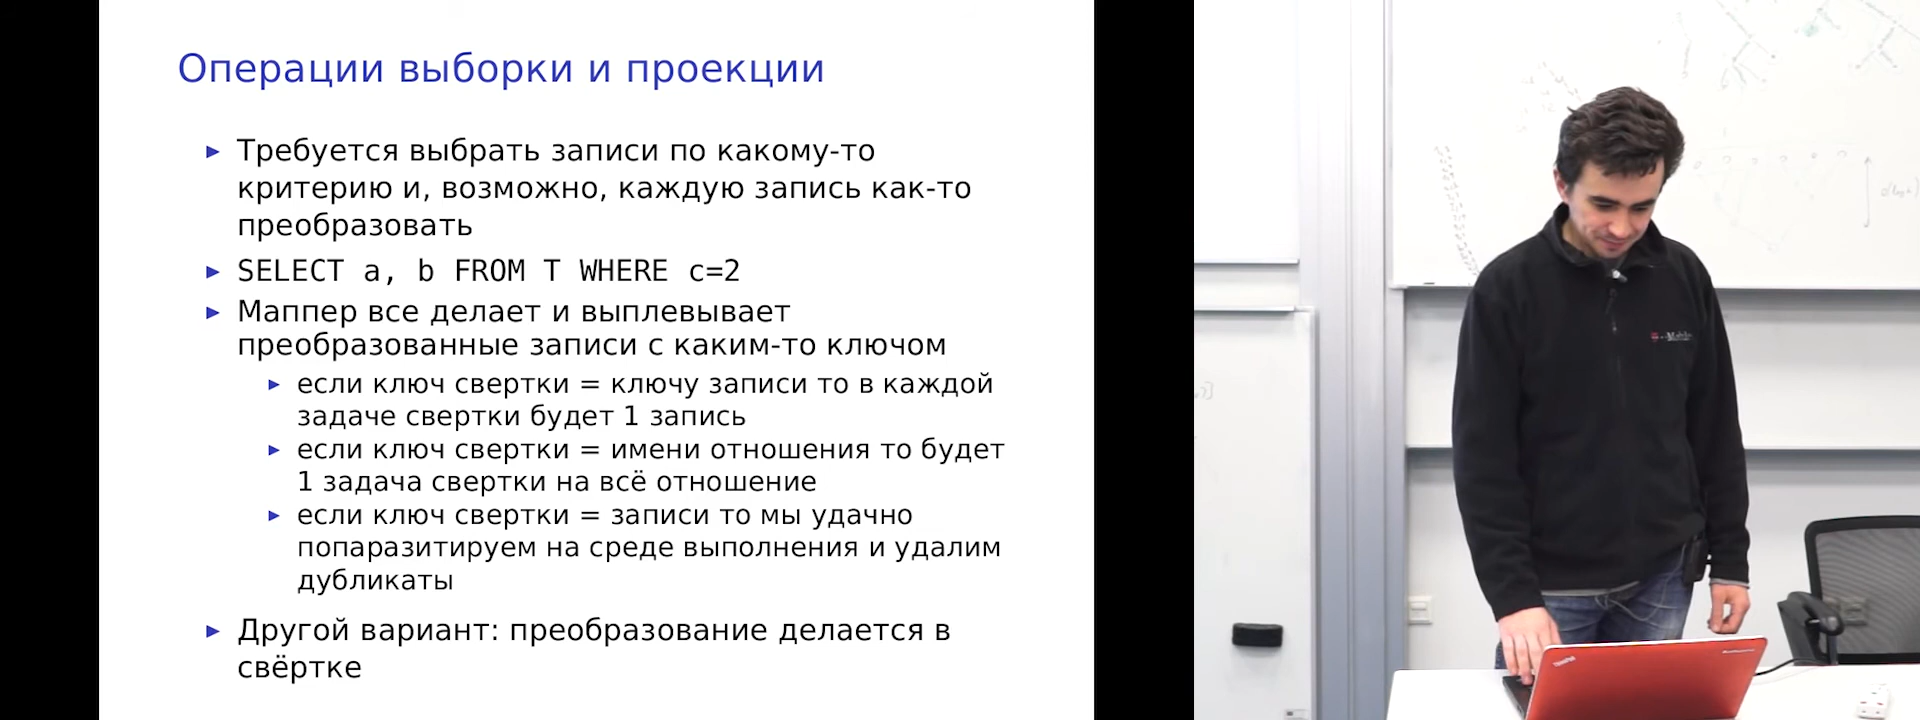 Операции выборки и проекции
Требуется выбрать записи по какому-то
критерию и, возможно, каждую запись как-то
преобразовать
SELECT a, b FROM T WHERE c=2
Маппер все делает и выплевывает
преобразованные записи с каким-то ключом
если ключ свертки = ключу записи то в каждой
задаче свертки будет 1 запись
если ключ свертки = имени отношения то будет
1 задача свертки на всё отношение
если ключ свертки = записи то мы удачно
попаразитируем на среде выполнения и удалим
дубликаты
Другой вариант: преобразование делается в
свёртке
ThinkPad